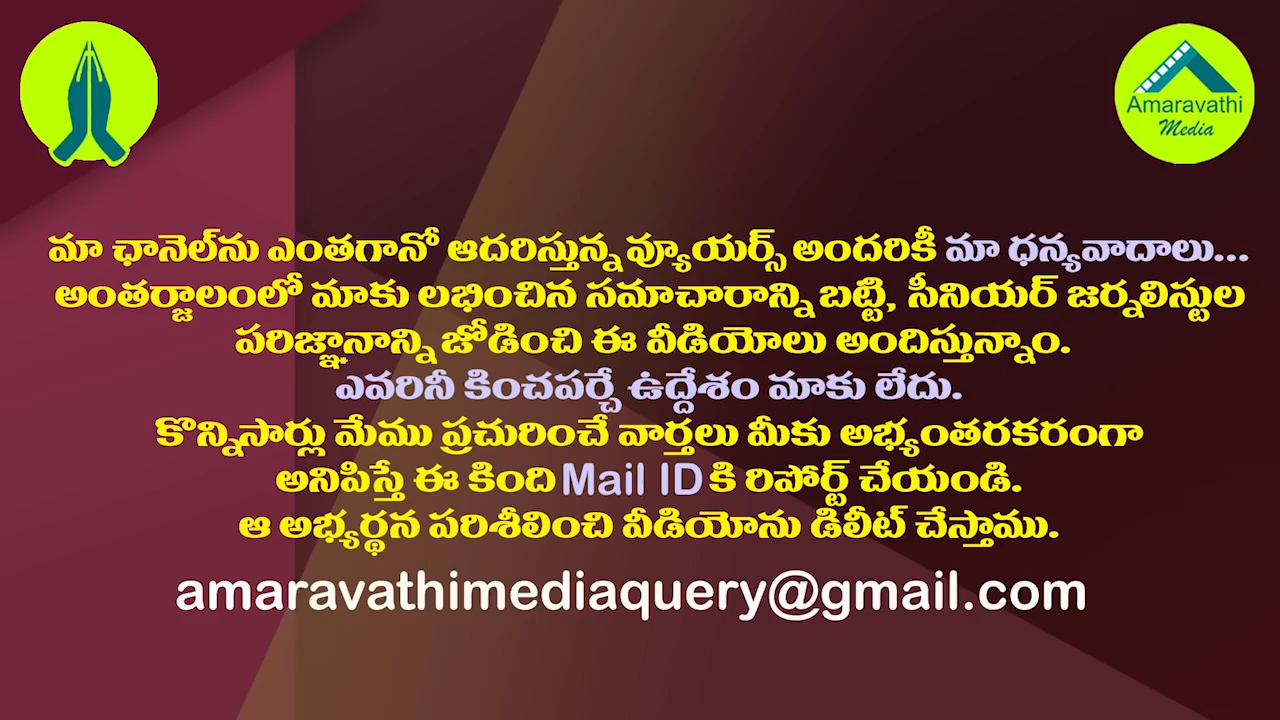 Amaravathi
Media
మా ఛానెల్‌ను ఎంతగానో ఆదరిస్తున్న వ్యూయర్స్ అందరికీ మా ధన్యవాదాలు...
అంతర్జాలంలో మాకు లభించిన సమాచారాన్ని బట్టి, సీనియర్ జర్నలిస్టుల
పరిజ్ఞానాన్ని జోడించి ఈ వీడియోలు అందిస్తున్నాం.
ఎవరినీ కించపర్చే ఉద్దేశం మాకు లేదు.
కొన్నిసార్లు మేము ప్రచురించే వార్తలు మీకు అభ్యంతరకరంగా
అనిపిస్తే ఈ కింది Mail ID కి రిపోర్ట్ చేయండి.
ఆ అభ్యర్థన పరిశీలించి వీడియోను డిలీట్ చేస్తాము.
amaravathimediaquery@gmail.com